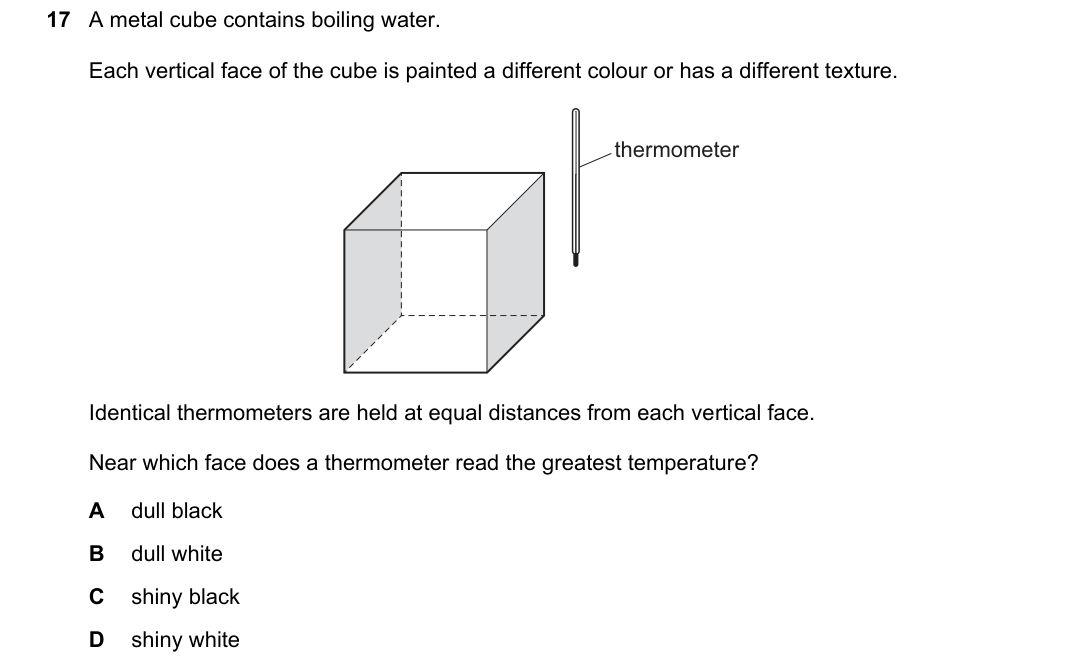 17 A metal cube contains boiling water.
Each vertical face of the cube is painted a different colour or has a different texture.
thermometer
Identical thermometers are held at equal distances from each vertical face.
Near which face does a thermometer read the greatest temperature?
A dull black
B dull white
C shiny black
D shiny white